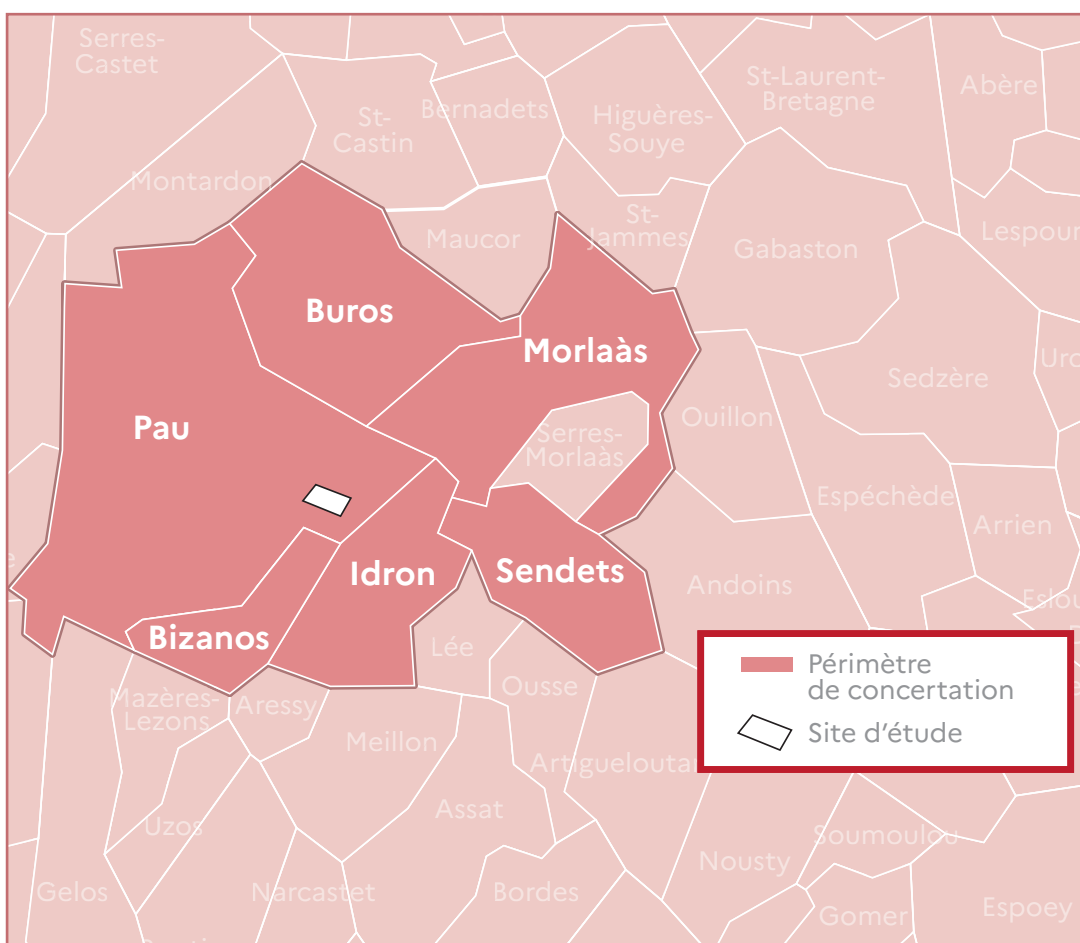 Serres-
Castet
St-
Castin
Bernadets
Higuères-
Souye
St-Laurent-
Bretagne
Abère
Montardon
Maucor
St-
Jammes
Gabaston
Lespour
Buros
Morlaàs
Pau
Serres-
Morlaàs
Ouillon
Sedzère
Uro
Espéchède
Arrien
Idron
Sendets
Andoins
Eslou
Bizanos
Lée
Ousse
Mazères-
Lezons
Aressy
Meillon
Artigueloutan
Périmètre
de concertation
Site d'étude
Assat
Uzos
Soumoulou
Nousty
Gelos
Narcastet
Bordes
Gomer
Espoey